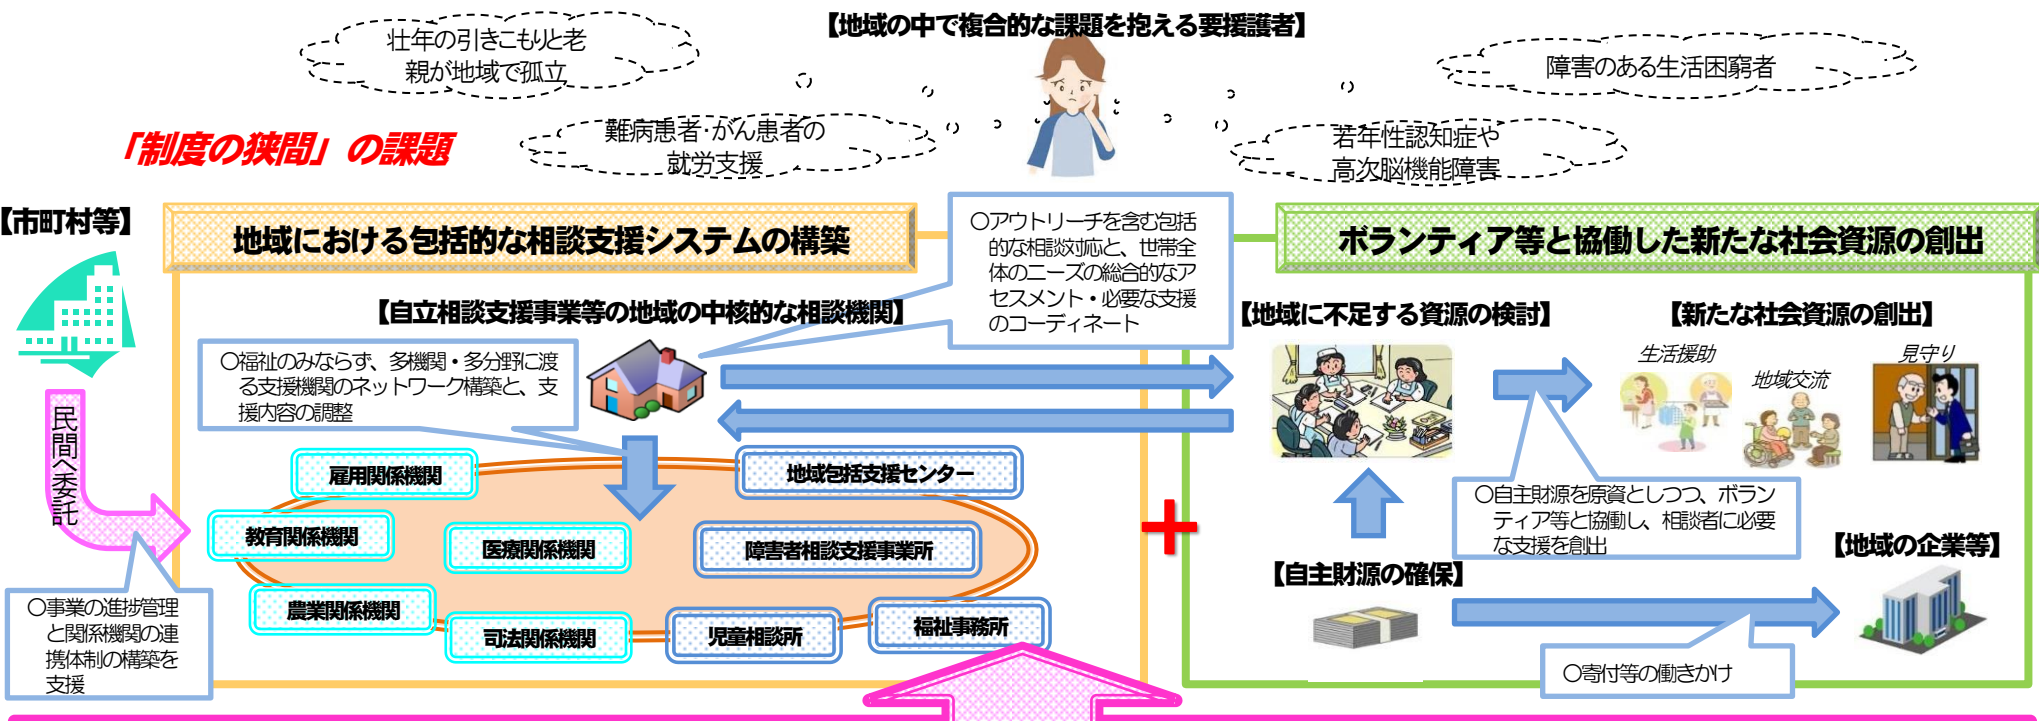 【地域の中で複合的な課題を抱える要援護者】
壮年の引きこもりと老
親が地域で孤立
障害のある生活困窮者
「制度の狭間」の課題
難病患者･がん患者の
就労支援
若年性認知症や
高次脳機能障害
【市町村等】
地域における包括的な相談支援システムの構築
○アウトリーチを含む包括
的な相談対応と、世帯全
体のニーズの総合的なア
セスメント・必要な支援
のコーディネート
ボランティア等と協働した新たな社会資源の創出
【自立相談支援事業等の地域の中核的な相談機関】
【地域に不足する資源の検討】
【新たな社会資源の創出】
○福祉のみならず、多機関・多分野に渡
る支援機関のネットワーク構築と、支
援内容の調整
生活援助
地域交流
見守り
民間へ委託
雇用関係機関
地域包括支援センター
教育関係機関
医療関係機関
障害者相談支援事業所
農業関係機関
司法関係機関
児童相談所
福祉事務所
○事業の進捗管理
と関係機関の連
携体制の構築を
支援
+
○自主財源を原資としつつ、ボラン
ティア等と協働し、相談者に必要
な支援を創出
【自主財源の確保】
【地域の企業等】
○寄付等の働きかけ